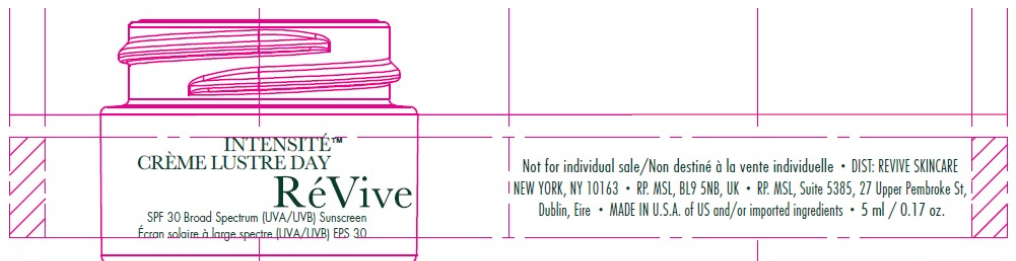 INTENSITÉ™
CRÈME LUSTRE DAY
RéVive
SPF 30 Broad Spectrum (UVA/UVB) Sunscreen
Écran solaire à large spectre (UVA/UVB) EPS 30
Not for individual sale/Non destiné à la vente individuelle • DIST: REVIVE SKINCARE
NEW YORK, NY 10163 • RP. MSL, BL9 5NB, UK • RP. MSL, Suite 5385, 27 Upper Pembroke St,
Dublin, Eire • MADE IN U.S.A. of US and/or imported ingredients • 5 ml / 0.17 oz.